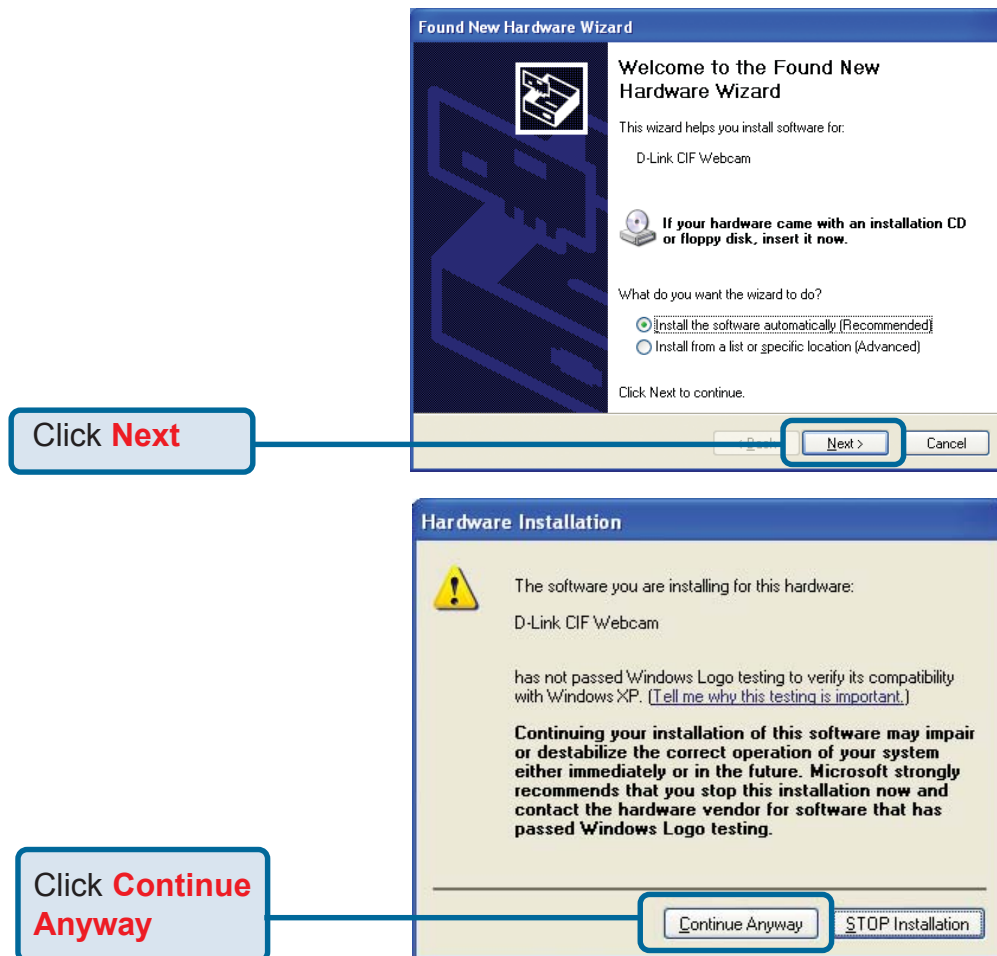 Found New Hardware Wizard
Welcome to the Found New
Hardware Wizard
This wizard helps you install software for:
D-Link CIF Webcam
If your hardware came with an installation CD
or floppy disk, insert it now.
What do you want the wizard to do?
Install the software automatically (Recommended)
Install from a list or specific location (Advanced)
Click Next to continue.
Click Next
Next >
Cancel
Hardware Installation
The software you are installing for this hardware:
D-Link CIF Webcam
has not passed Windows Logo testing to verify its compatibility
with Windows XP. (Tell me why this testing is important.)
Continuing your installation of this software may impair
or destabilize the correct operation of your system
either immediately or in the future. Microsoft strongly
recommends that you stop this installation now and
contact the hardware vendor for software that has
passed Windows Logo testing.
Click Continue
Anyway
Continue Anyway
STOP Installation